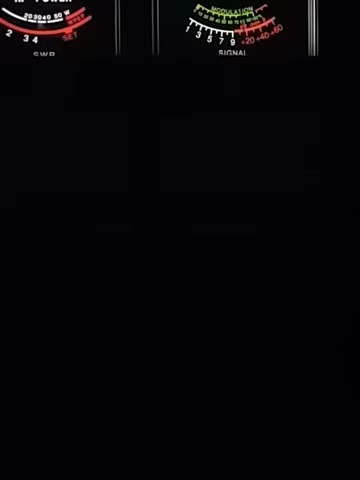 RF POWER
20 30 40 50 W
WPEP
2 3 4
SET
SWR
MODULATION
1 3 5 7 9 +20 +40 +60
SIGNAL